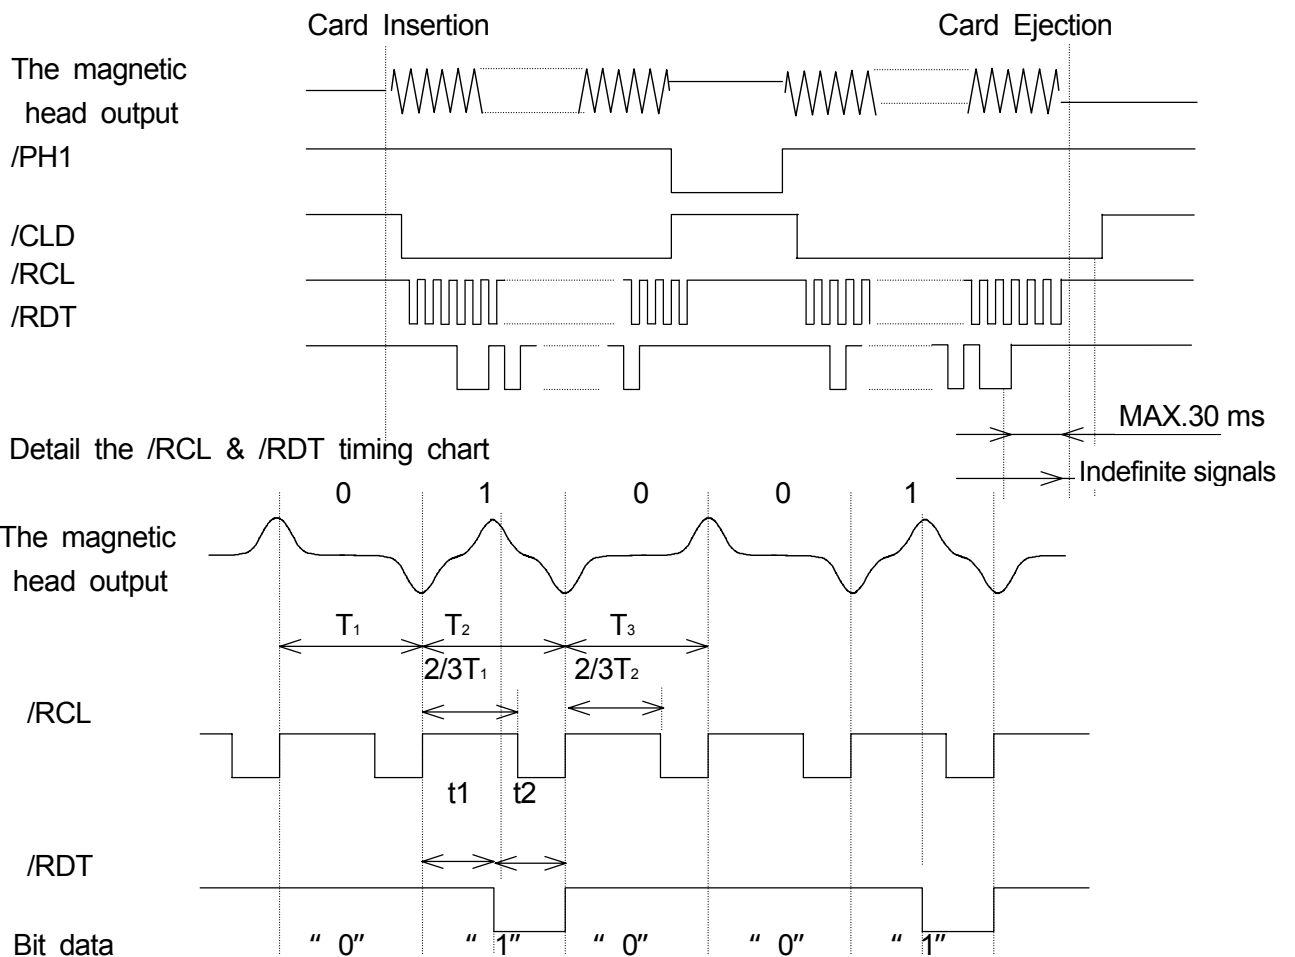 Card Insertion
Card Ejection
The magnetic
head output
/PH1
/CLD
/RCL
/RDT
MAX.30 ms
Detail the /RCL & /RDT timing chart
Indefinite signals
0 1 0 0 1
The magnetic
head output
T1 T2 T3
2/3T1 2/3T2
/RCL
t1 t2
/RDT
Bit data “ 0” “ 1” “ 0” “ 0” “ 1”